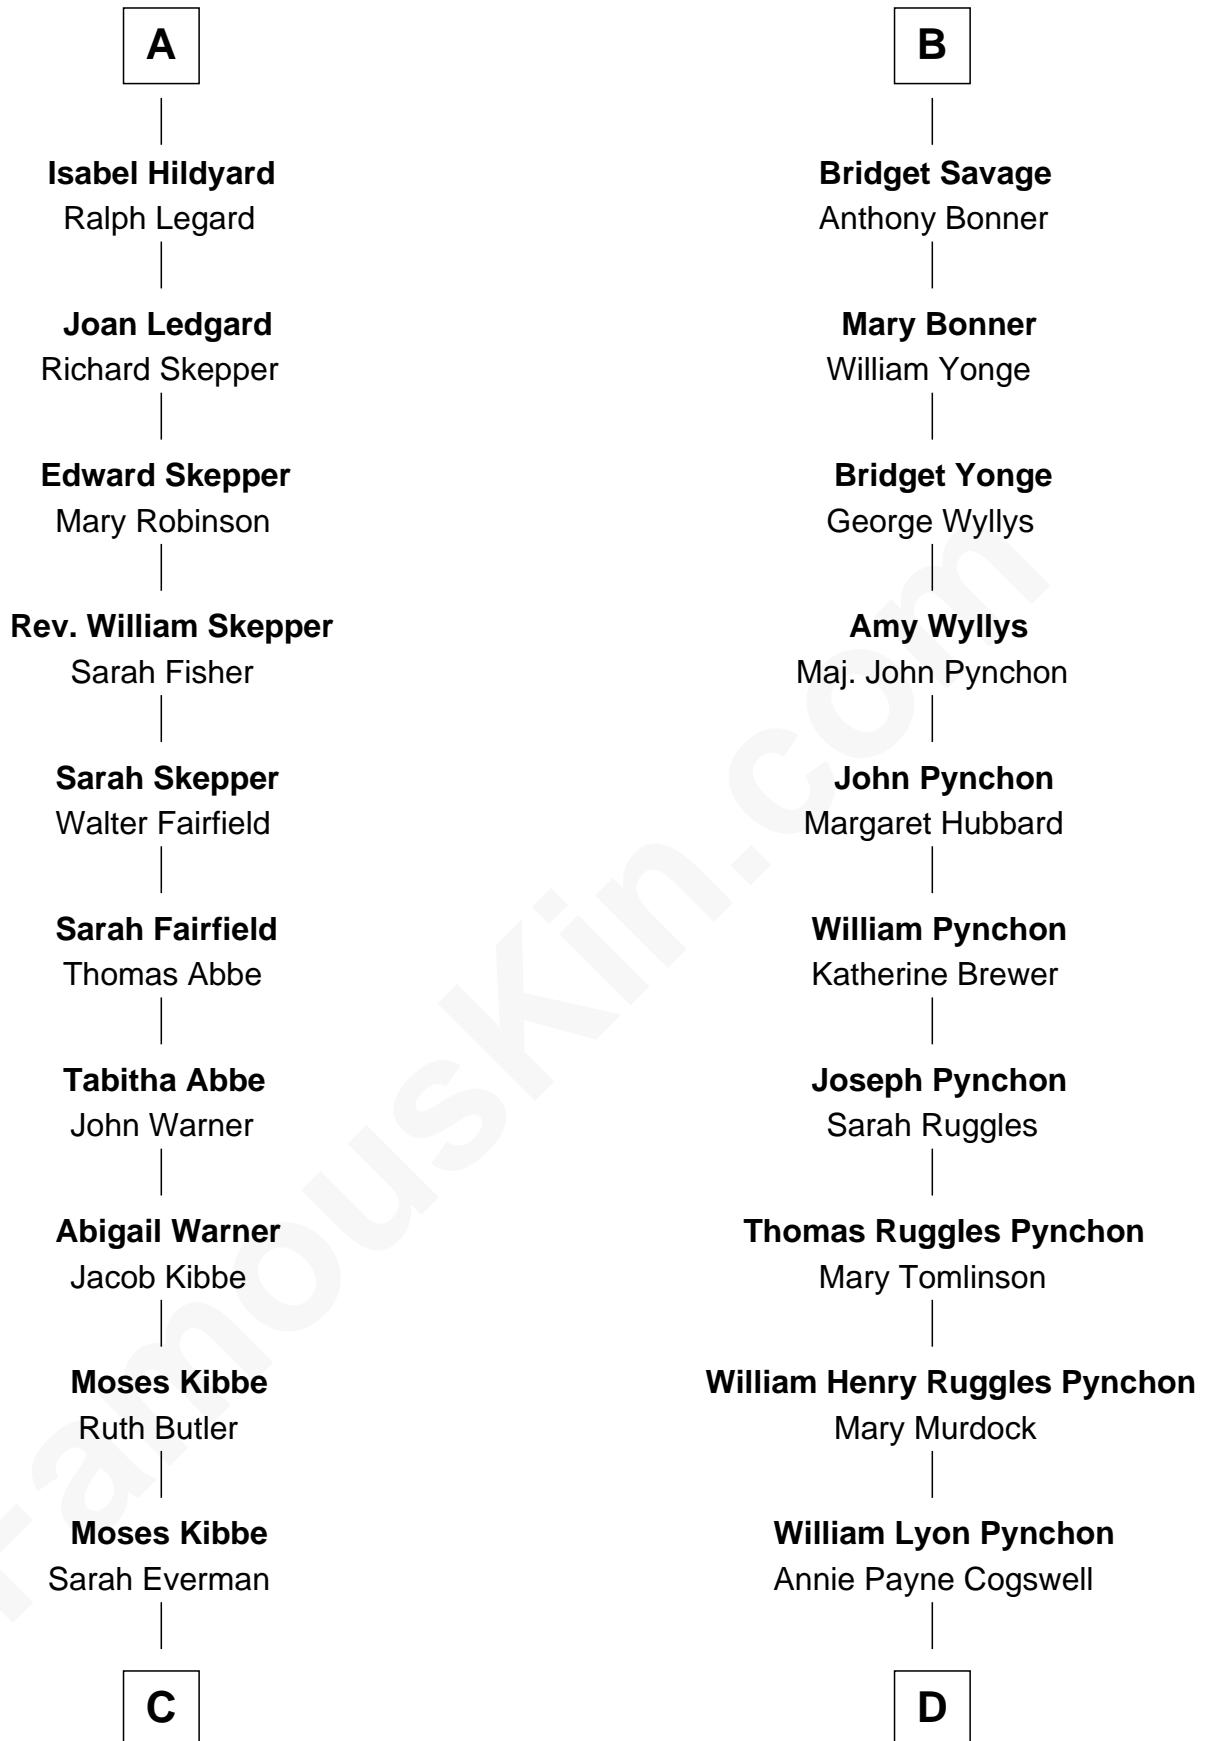 A
Isabel Hildyard
Ralph Legard
Joan Ledgard
Richard Skepper
Edward Skepper
Mary Robinson
Rev. William Skepper
Sarah Fisher
Sarah Skepper
Walter Fairfield
Sarah Fairfield
Thomas Abbe
Tabitha Abbe
John Warner
Abigail Warner
Jacob Kibbe
Moses Kibbe
Ruth Butler
Moses Kibbe
Sarah Everman
C
B
Bridget Savage
Anthony Bonner
Mary Bonner
William Yonge
Bridget Yonge
George Wyllys
Amy Wyllys
Maj. John Pynchon
John Pynchon
Margaret Hubbard
William Pynchon
Katherine Brewer
Joseph Pynchon
Sarah Ruggles
Thomas Ruggles Pynchon
Mary Tomlinson
William Henry Ruggles Pynchon
Mary Murdock
William Lyon Pynchon
Annie Payne Cogswell
D
FamousKin.com